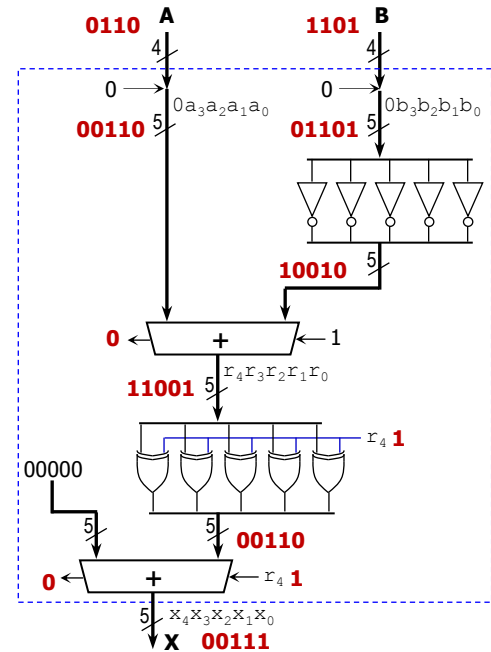 A B
0110 1101
4 4
0 0
0a₃a₂a₁a₀ 0b₃b₂b₁b₀
00110 5 01101 5
10010 5
0 + 1
r₄r₃r₂r₁r₀
11001 5
r₄ 1
00000
5 5 00110
0 + r₄ 1
5 x₄x₃x₂x₁x₀
X 00111